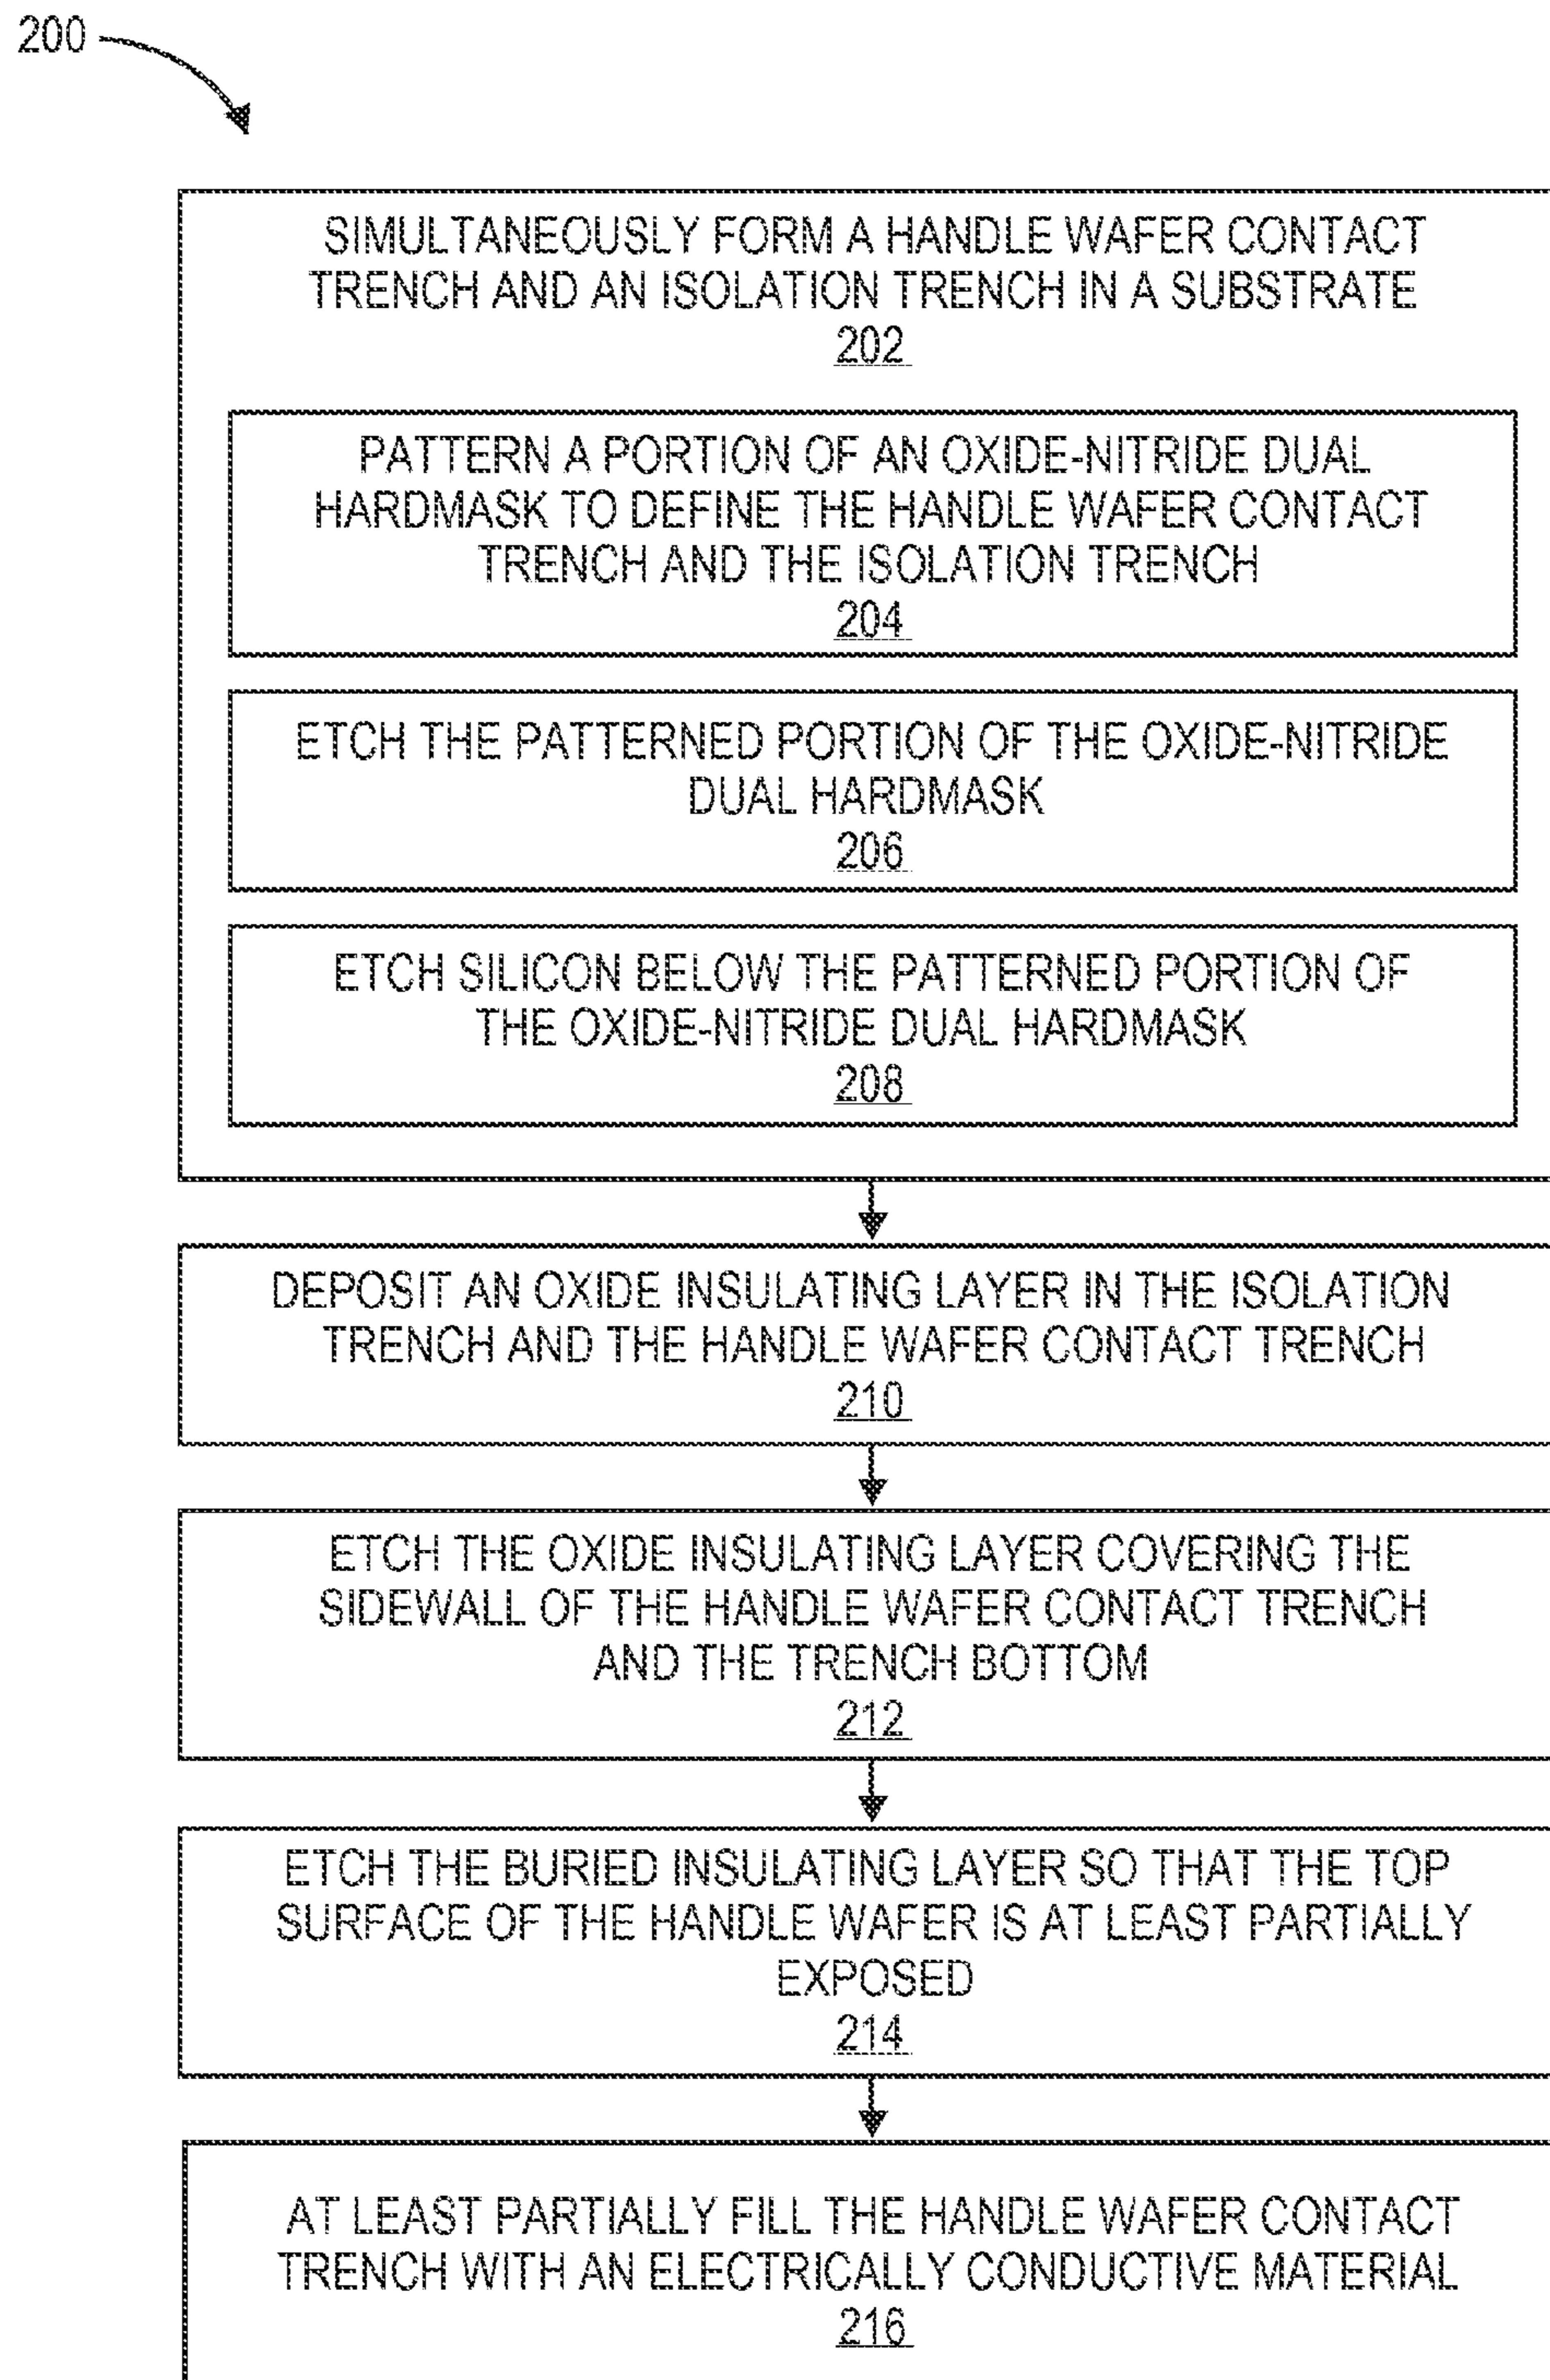 200
SIMULTANEOUSLY FORM A HANDLE WAFER CONTACT
TRENCH AND AN ISOLATION TRENCH IN A SUBSTRATE
202
PATTERN A PORTION OF AN OXIDE-NITRIDE DUAL
HARDMASK TO DEFINE THE HANDLE WAFER CONTACT
TRENCH AND THE ISOLATION TRENCH
204
ETCH THE PATTERNED PORTION OF THE OXIDE-NITRIDE
DUAL HARDMASK
206
ETCH SILICON BELOW THE PATTERNED PORTION OF
THE OXIDE-NITRIDE DUAL HARDMASK
208
DEPOSIT AN OXIDE INSULATING LAYER IN THE ISOLATION
TRENCH AND THE HANDLE WAFER CONTACT TRENCH
210
ETCH THE OXIDE INSULATING LAYER COVERING THE
SIDEWALL OF THE HANDLE WAFER CONTACT TRENCH
AND THE TRENCH BOTTOM
212
ETCH THE BURIED INSULATING LAYER SO THAT THE TOP
SURFACE OF THE HANDLE WAFER IS AT LEAST PARTIALLY
EXPOSED
214
AT LEAST PARTIALLY FILL THE HANDLE WAFER CONTACT
TRENCH WITH AN ELECTRICALLY CONDUCTIVE MATERIAL
216